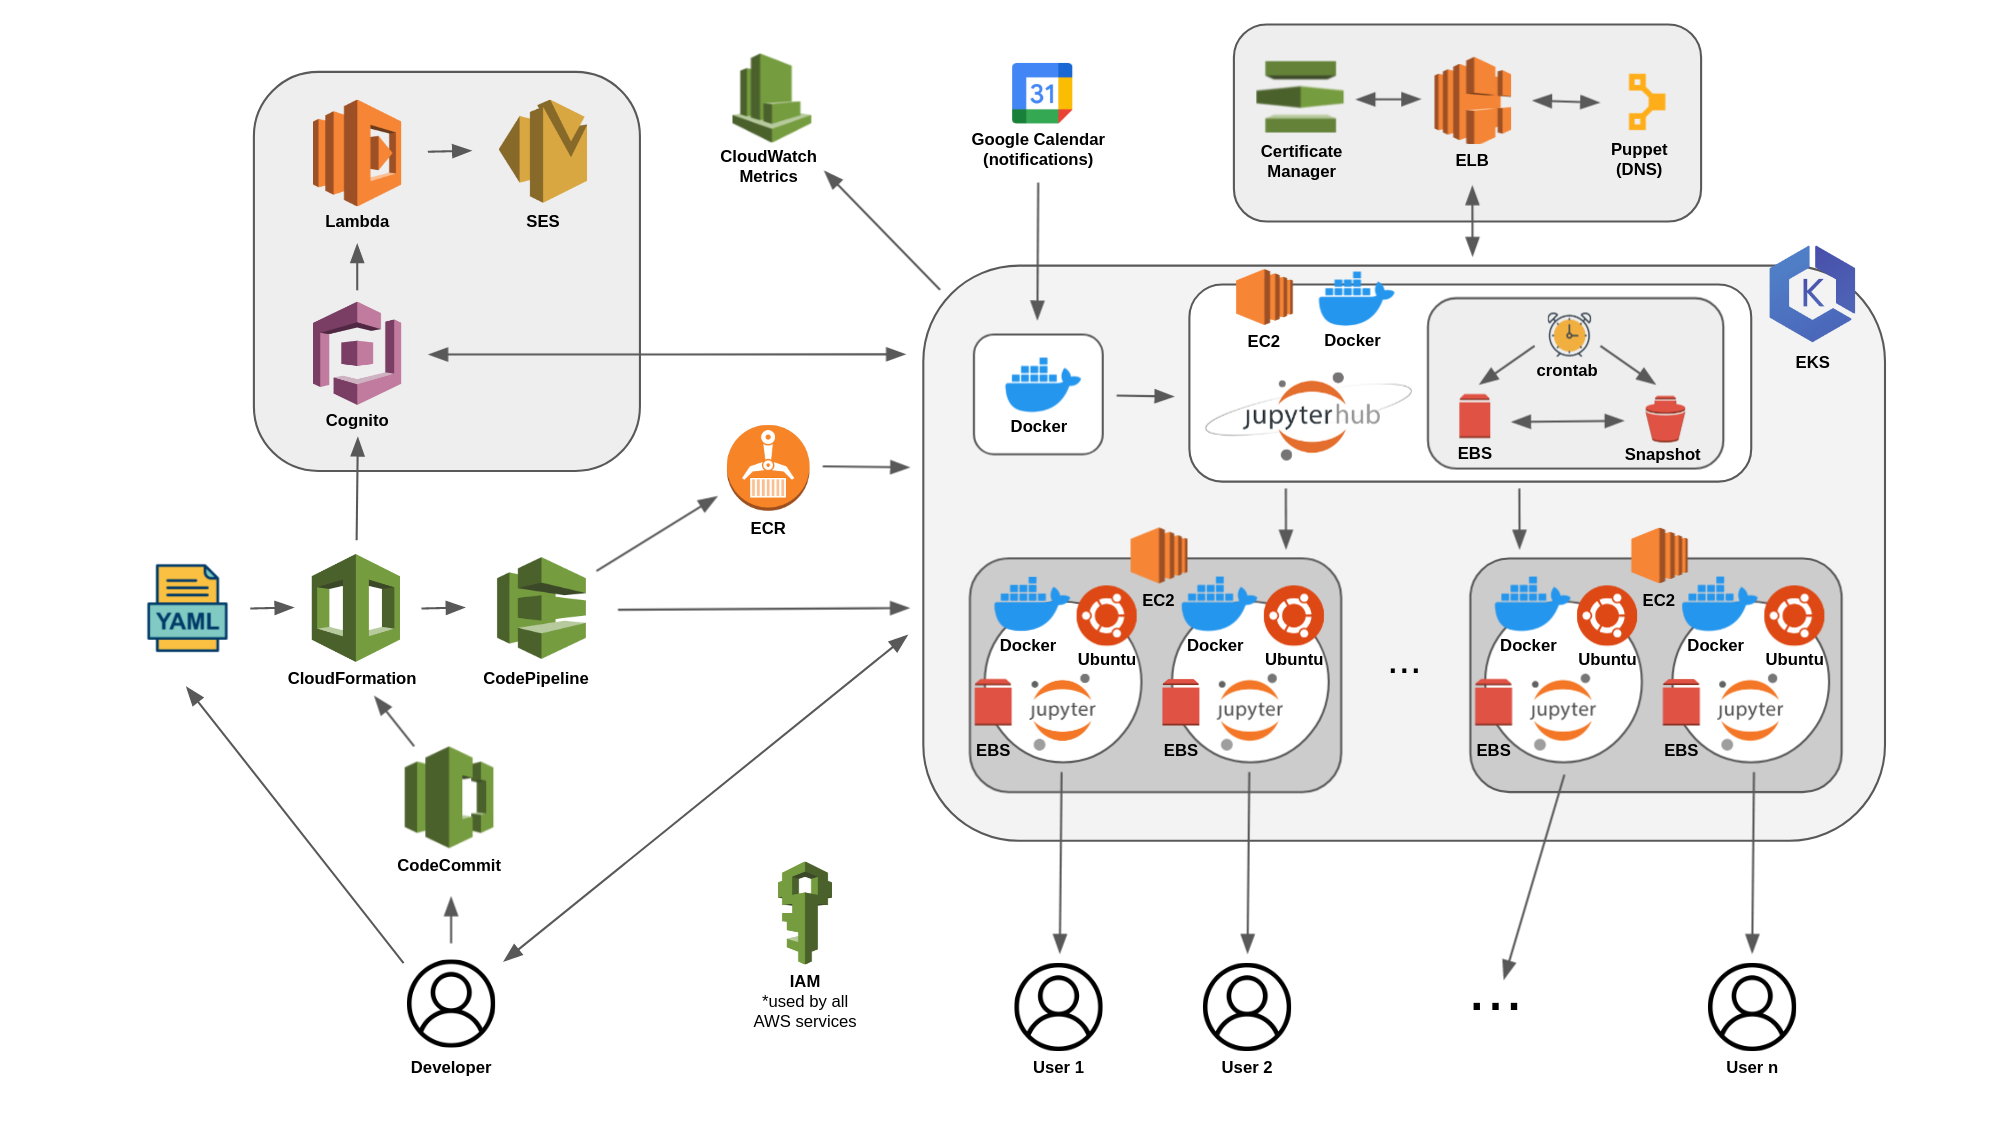 Lambda
SES
Cognito
CloudWatch
Metrics
31
Google Calendar
(notifications)
Certificate
Manager
ELB
Puppet
(DNS)
K
EKS
EC2
Docker
jupyterhub
crontab
EBS
Snapshot
Docker
ECR
YAML
CloudFormation
CodePipeline
CodeCommit
Developer
IAM
*used by all
AWS services
EC2
Docker
Ubuntu
jupyter
EBS
Docker
Ubuntu
jupyter
EBS
...
EC2
Docker
Ubuntu
jupyter
EBS
Docker
Ubuntu
jupyter
EBS
User 1
User 2
...
User n